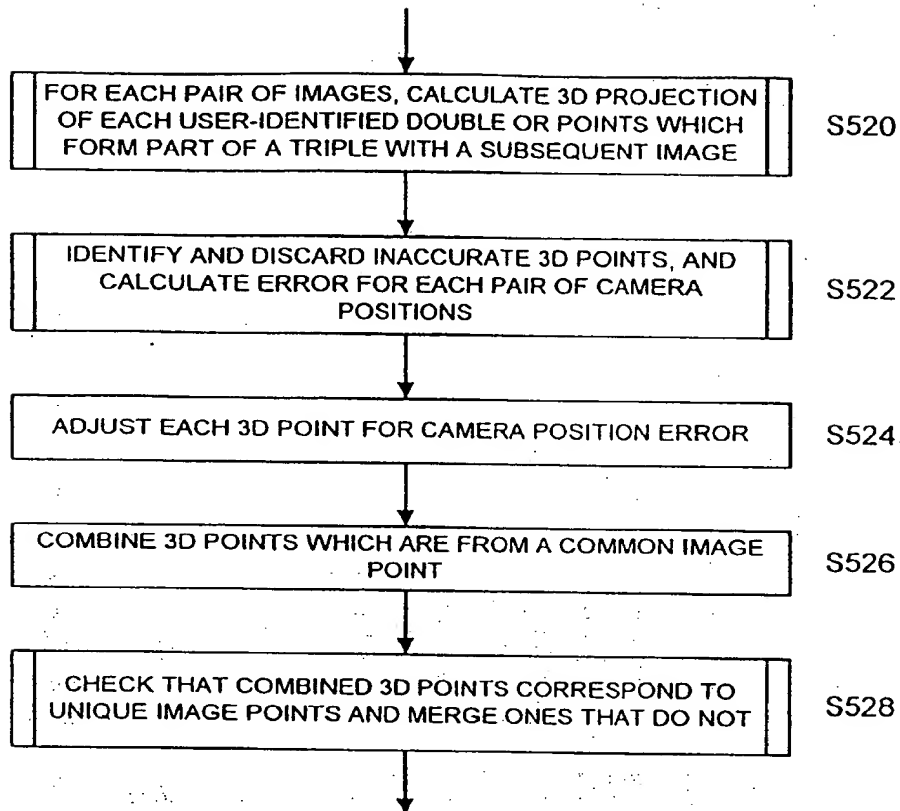 FOR EACH PAIR OF IMAGES, CALCULATE 3D PROJECTION
OF EACH USER-IDENTIFIED DOUBLE OR POINTS WHICH
FORM PART OF A TRIPLE WITH A SUBSEQUENT IMAGE
S520
IDENTIFY AND DISCARD INACCURATE 3D POINTS, AND
CALCULATE ERROR FOR EACH PAIR OF CAMERA
POSITIONS
S522
ADJUST EACH 3D POINT FOR CAMERA POSITION ERROR
S524
COMBINE 3D POINTS WHICH ARE FROM A COMMON IMAGE
POINT
S526
CHECK THAT COMBINED 3D POINTS CORRESPOND TO
UNIQUE IMAGE POINTS AND MERGE ONES THAT DO NOT
S528